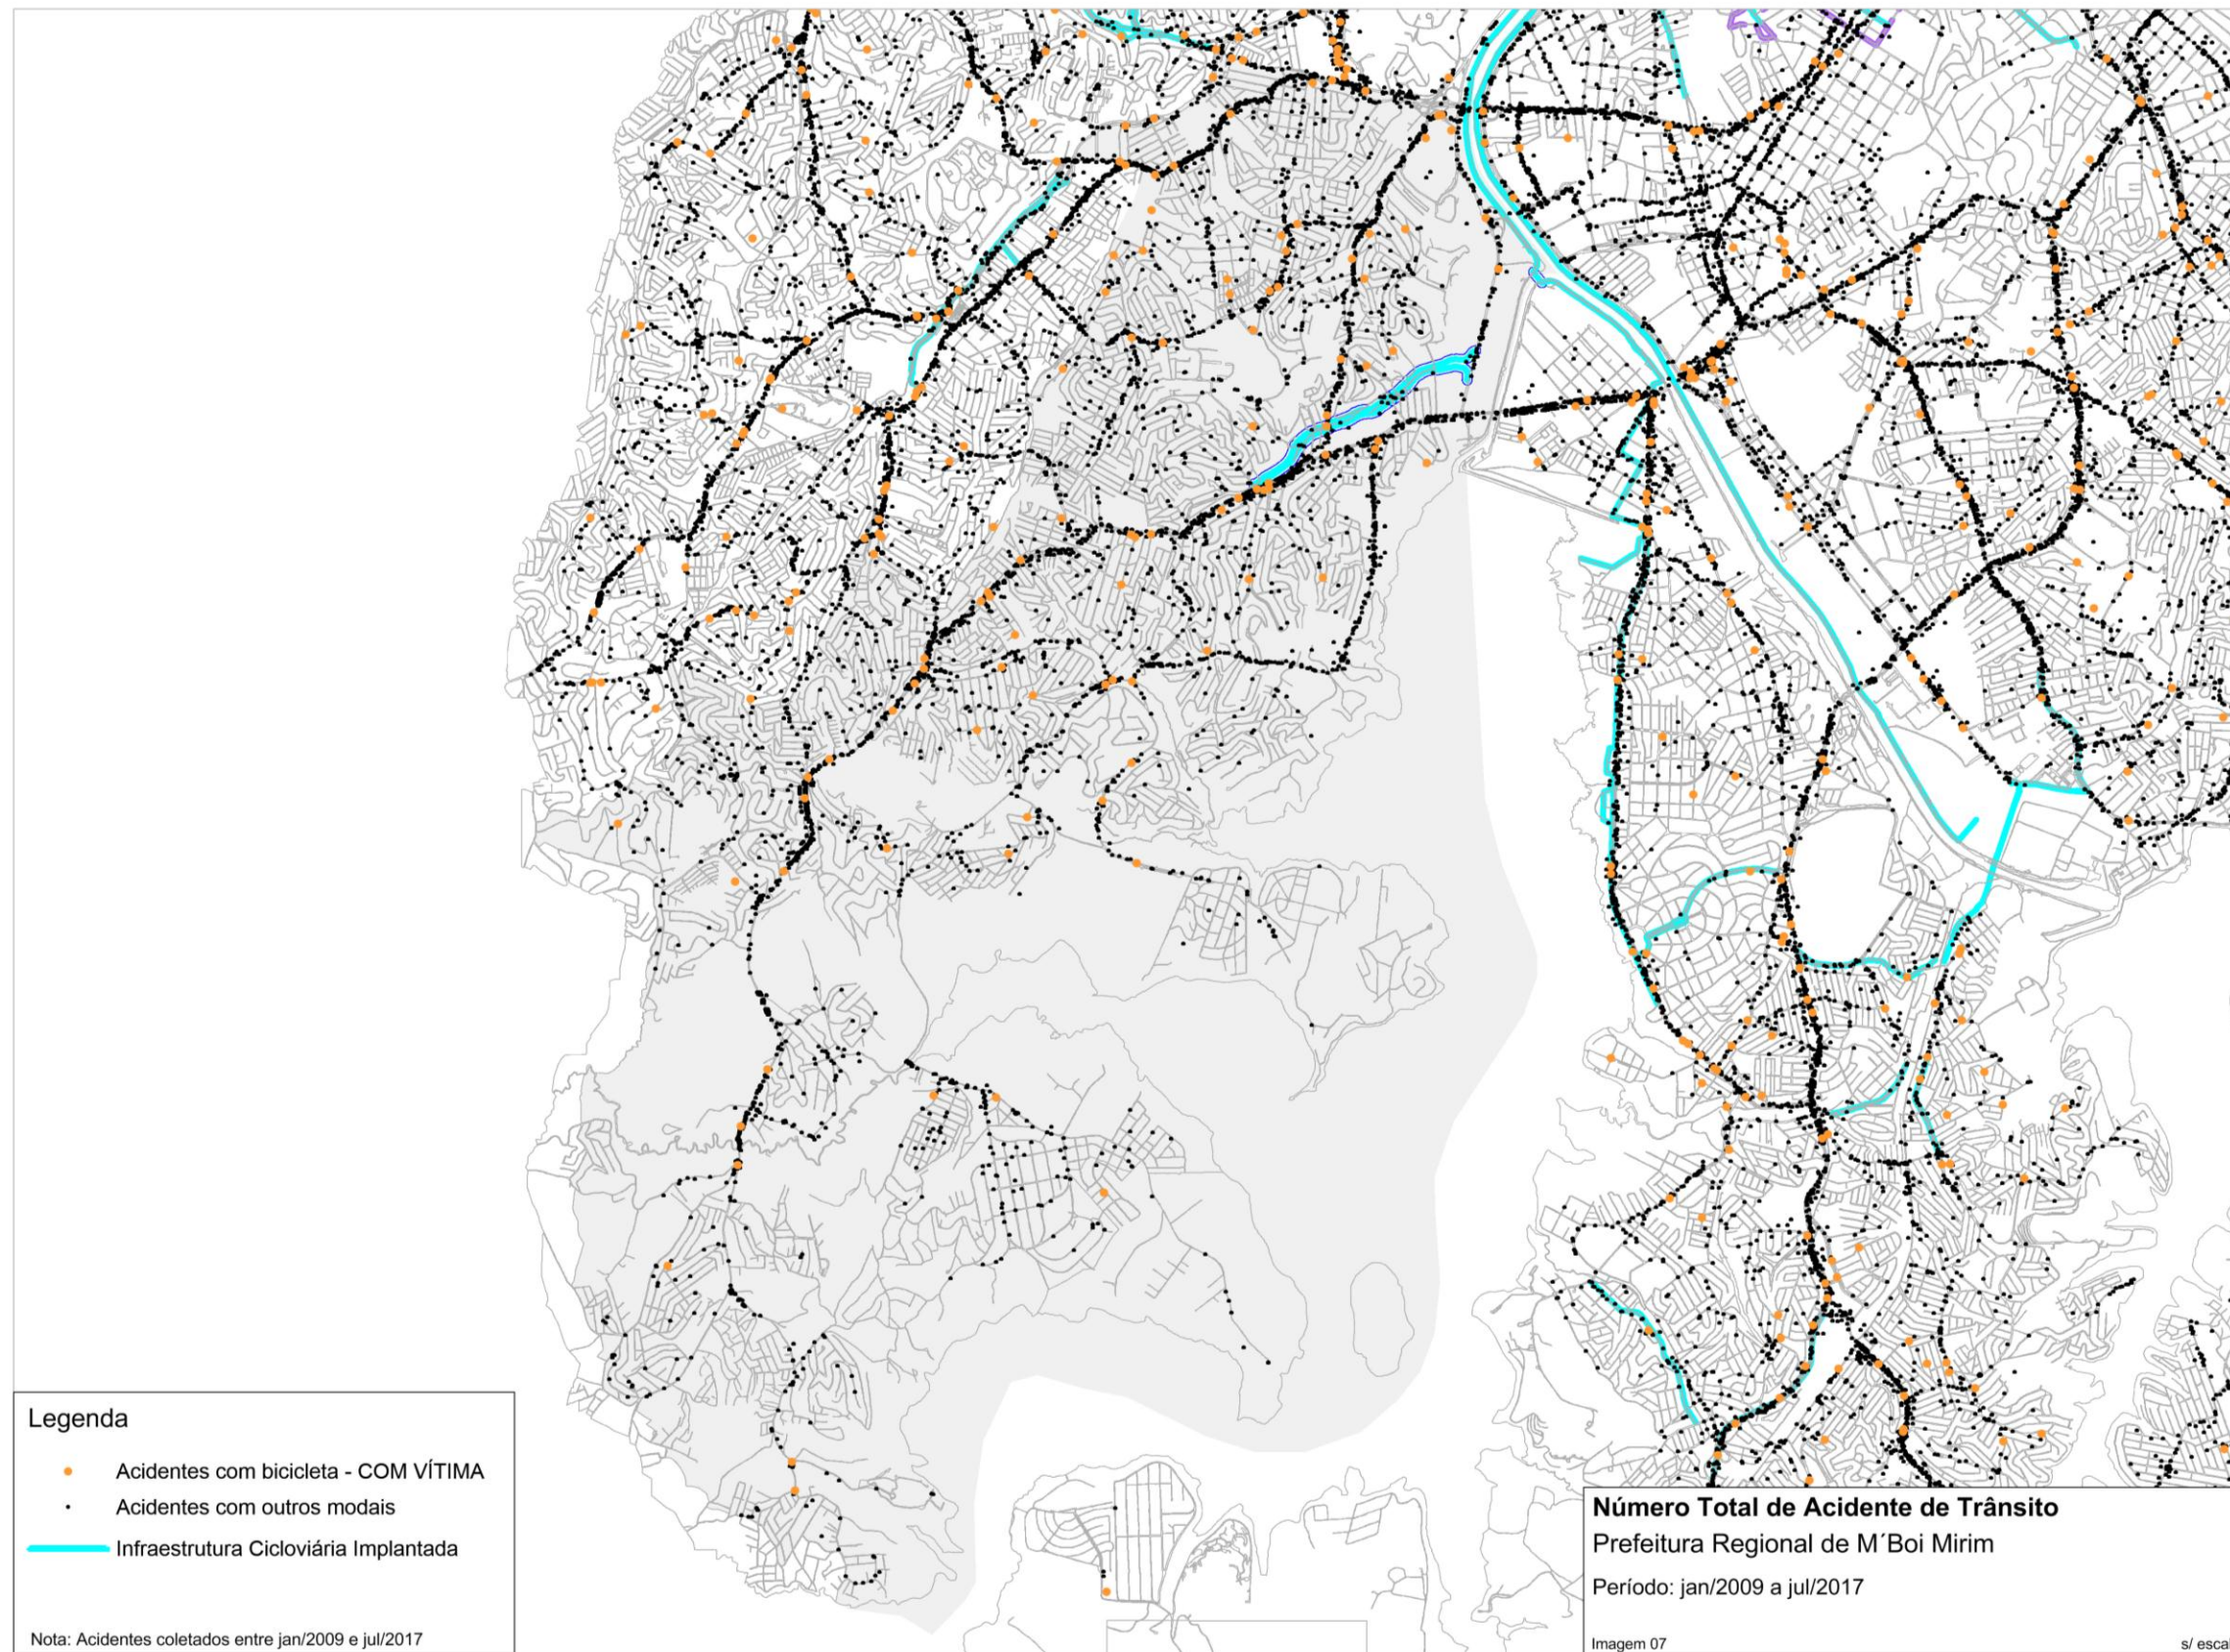 Legenda
Acidentes com bicicleta - COM VÍTIMA
Acidentes com outros modais
Infraestrutura Cicloviária Implantada
Nota: Acidentes coletados entre jan/2009 e jul/2017
Número Total de Acidente de Trânsito
Prefeitura Regional de M´Boi Mirim
Período: jan/2009 a jul/2017
Imagem 07
s/ esca